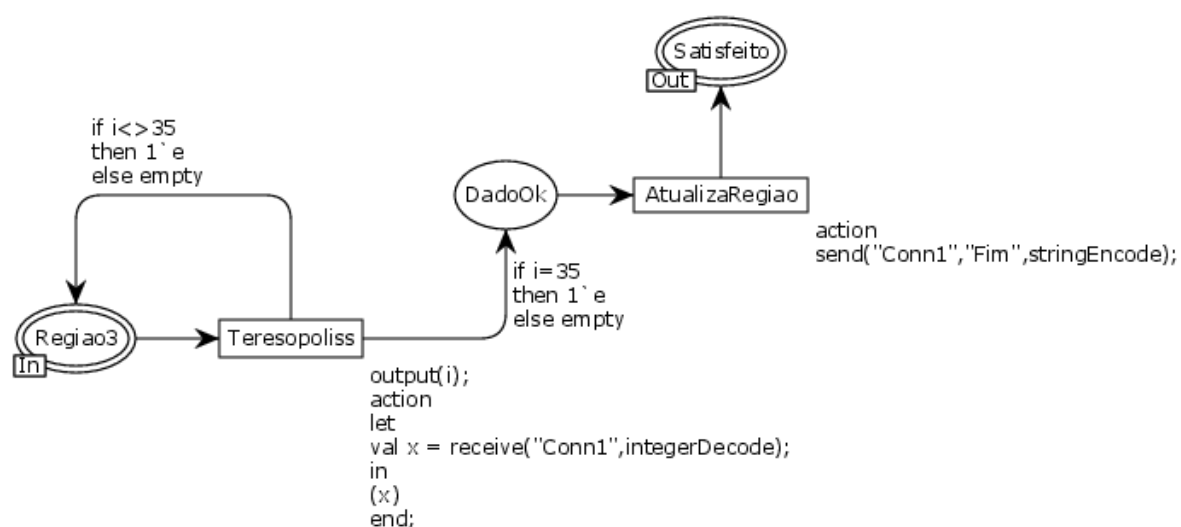 Satisfeito
Out
if i<>35
then 1`e
else empty
DadoOk
AtualizaRegiao
action
send("Conn1","Fim",stringEncode);
if i=35
then 1`e
else empty
Regiao3
In
Teresopoliss
output(i);
action
let
val x = receive("Conn1",integerDecode);
in
(x)
end;